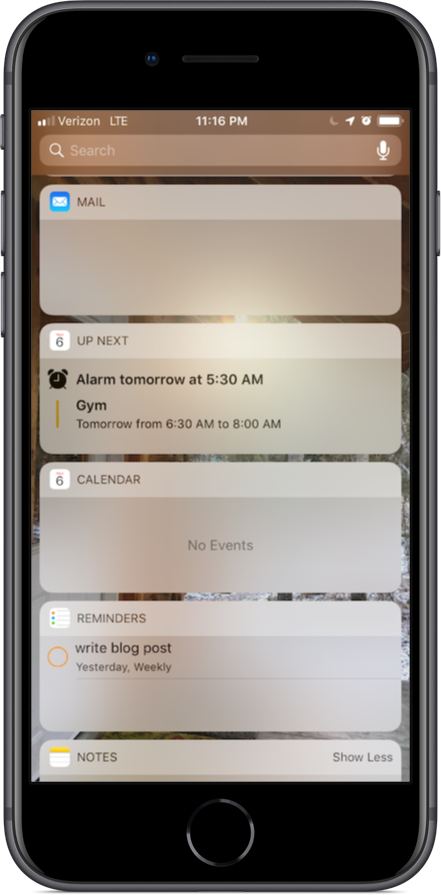 Verizon LTE 11:16 PM
Search
MAIL
6 UP NEXT
Alarm tomorrow at 5:30 AM
Gym
Tomorrow from 6:30 AM to 8:00 AM
6 CALENDAR
No Events
REMINDERS
write blog post
Yesterday, Weekly
NOTES Show Less